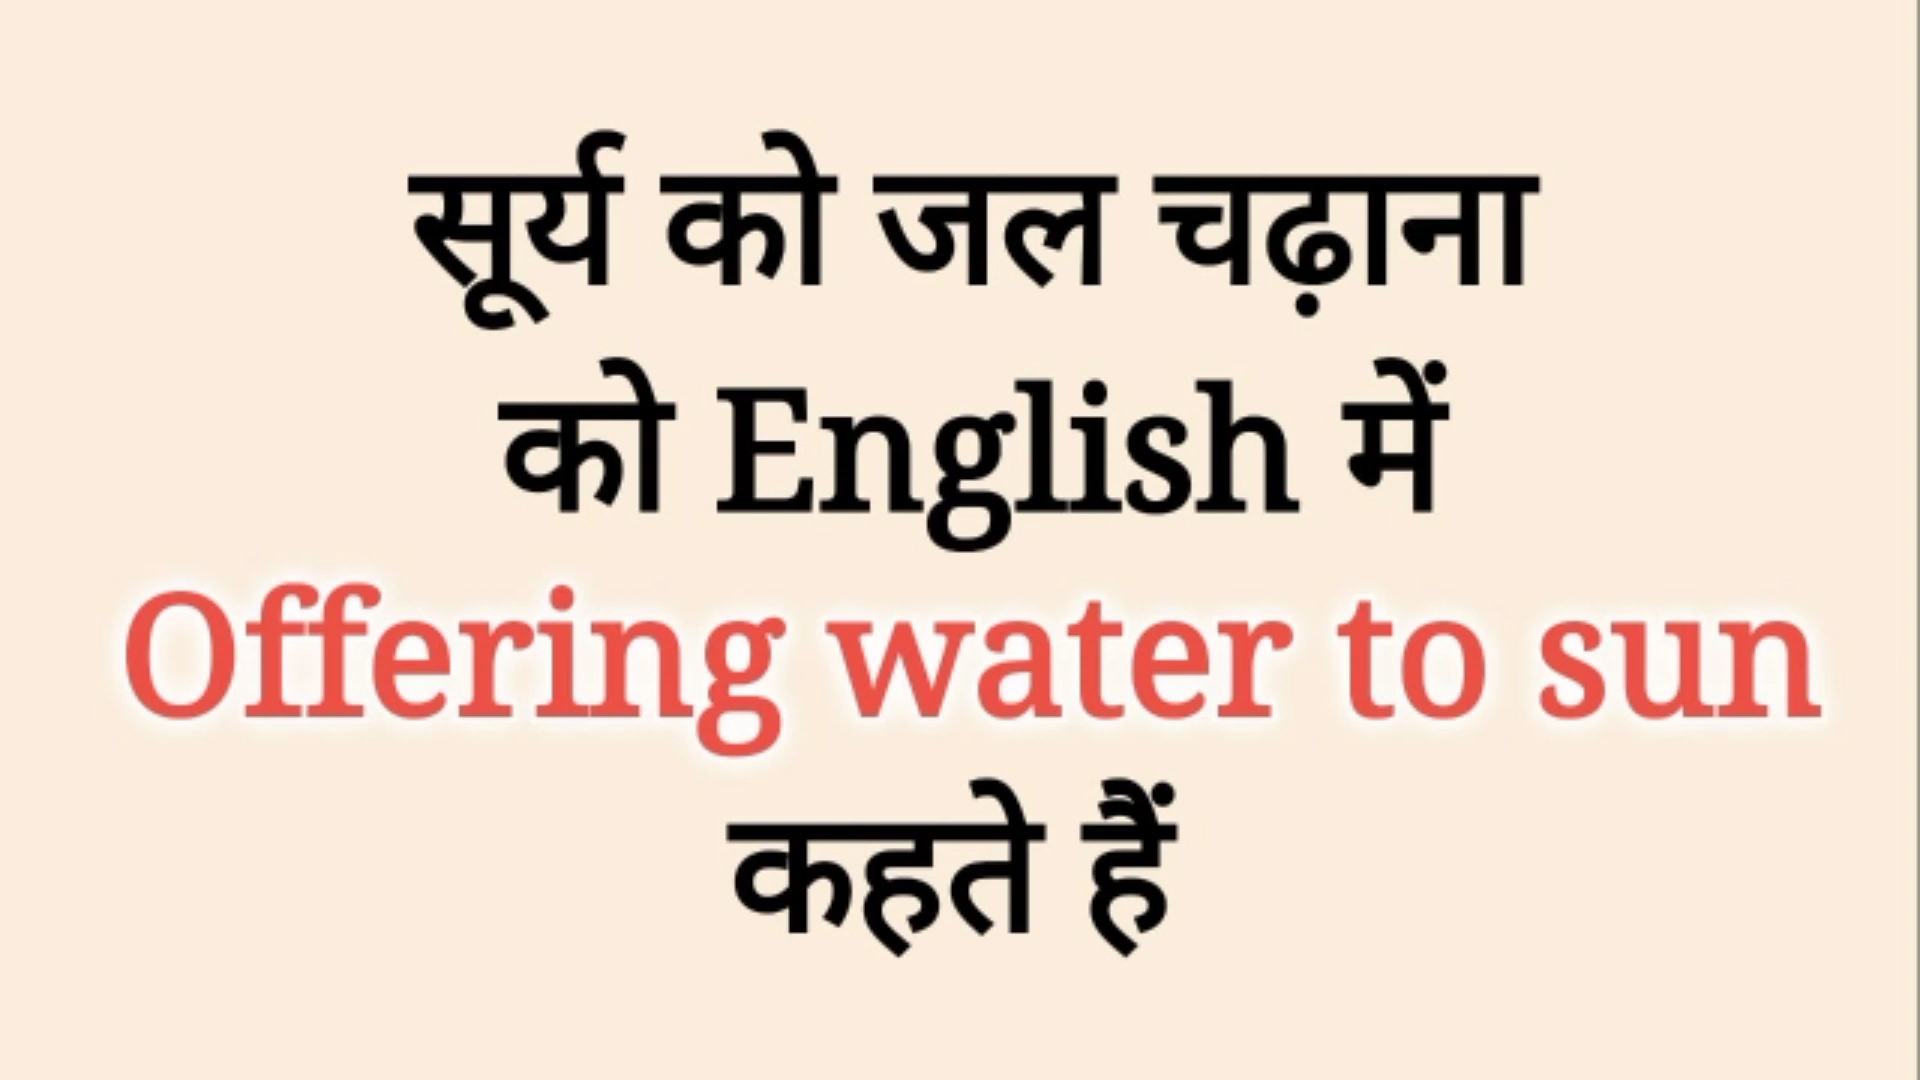 सूर्य को जल चढ़ाना
को English में
Offering water to sun
कहते हैं